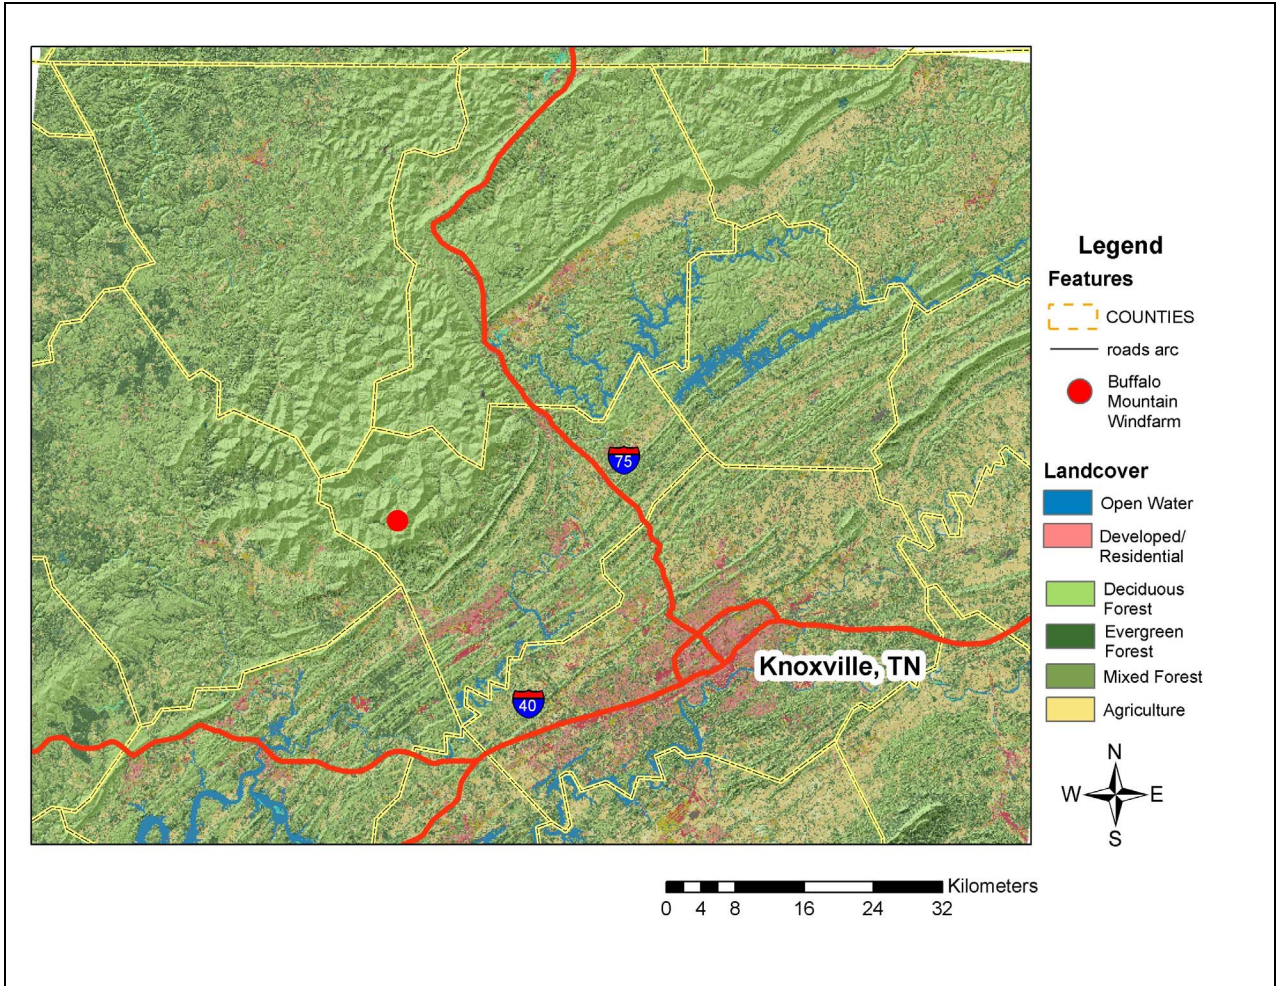 75
Knoxville, TN
40
Legend
Features
COUNTIES
roads arc
Buffalo
Mountain
Windfarm
Landcover
Open Water
Developed/
Residential
Deciduous
Forest
Evergreen
Forest
Mixed Forest
Agriculture
N
W E
S
Kilometers
0 4 8 16 24 32